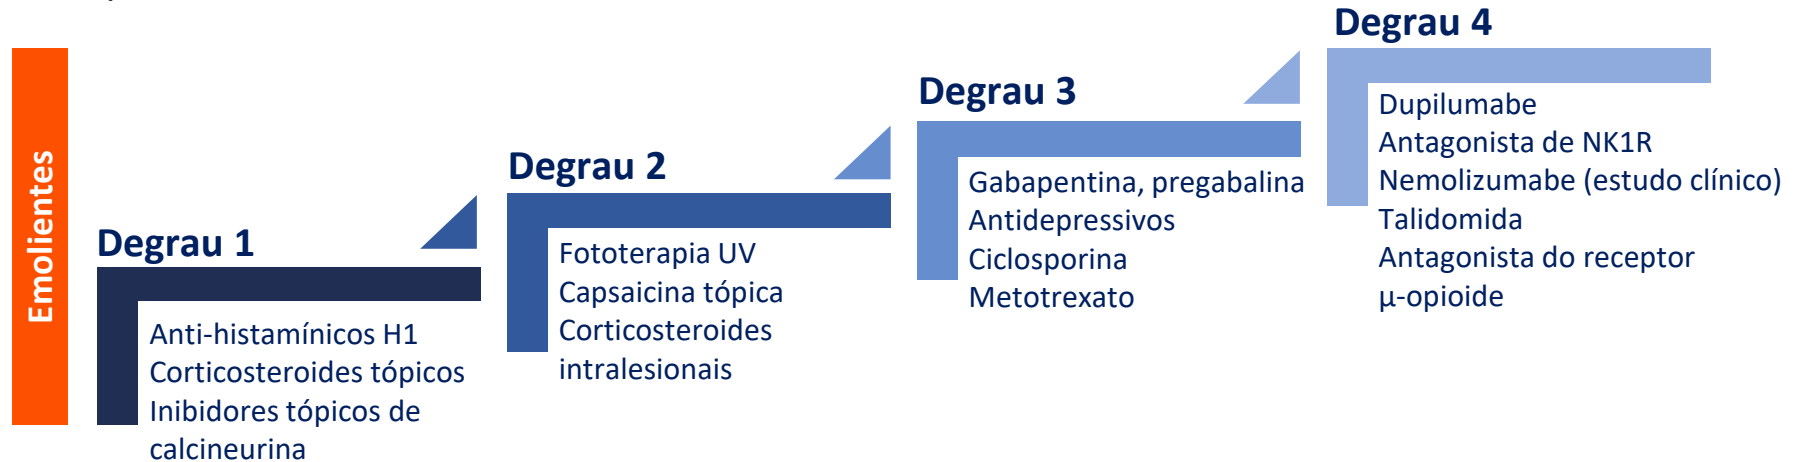 Emolientes
Degrau 1
Anti-histamínicos H1
Corticosteroides tópicos
Inibidores tópicos de
calcineurina
Degrau 2
Fototerapia UV
Capsaicina tópica
Corticosteroides
intralesionais
Degrau 3
Gabapentina, pregabalina
Antidepressivos
Ciclosporina
Metotrexato
Degrau 4
Dupilumabe
Antagonista de NK1R
Nemolizumabe (estudo clínico)
Talidomida
Antagonista do receptor
μ-opioide